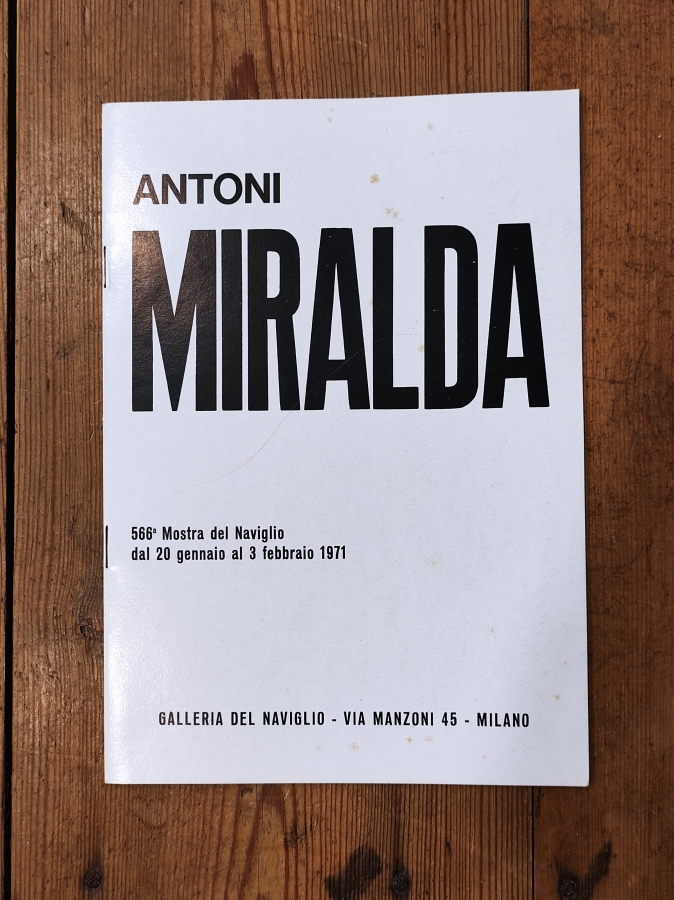 ANTONI
MIRALDA
566ª Mostra del Naviglio
dal 20 gennaio al 3 febbraio 1971
GALLERIA DEL NAVIGLIO - VIA MANZONI 45 - MILANO